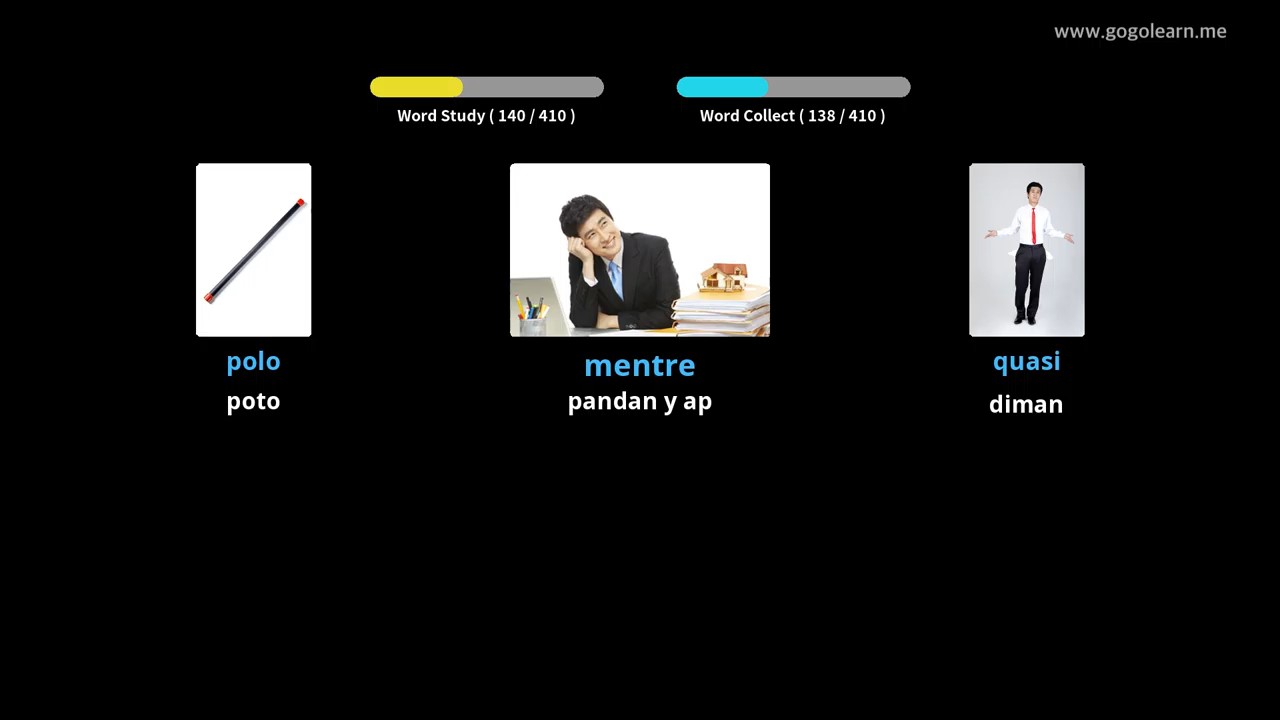 www.gogolearn.me
Word Study ( 140 / 410 )
Word Collect ( 138 / 410 )
polo
mentre
quasi
poto
pandan y ap
diman